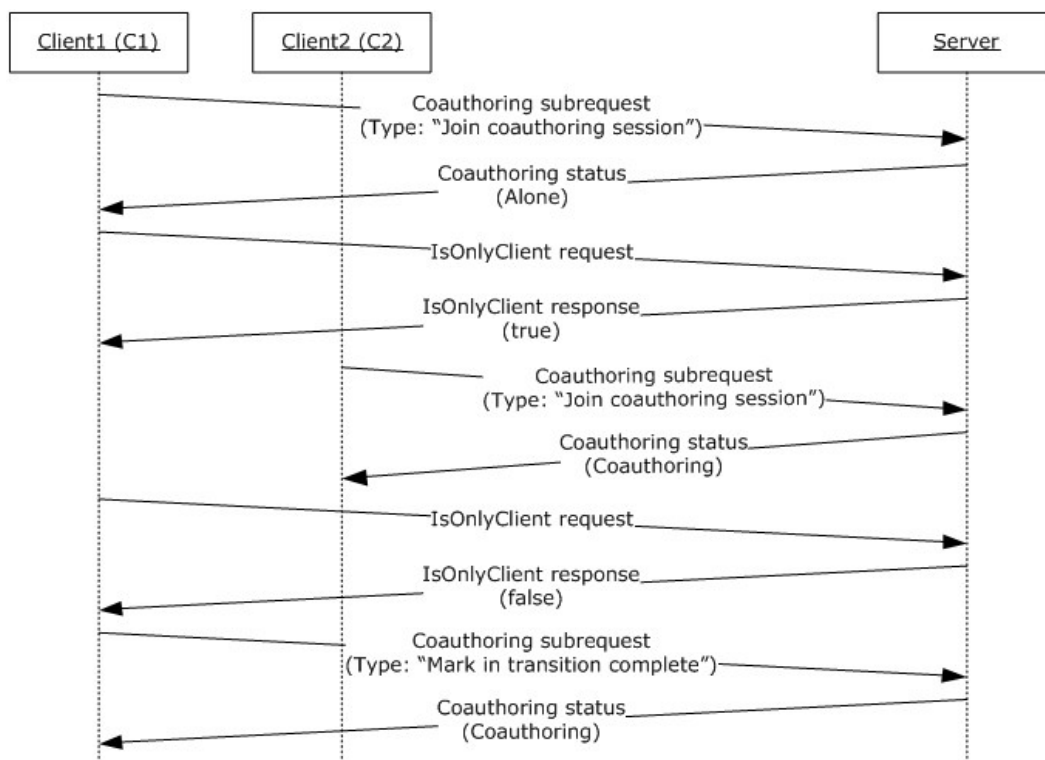 Client1 (C1)
Client2 (C2)
Server
Coauthoring subrequest
(Type: “Join coauthoring session”)
Coauthoring status
(Alone)
IsOnlyClient request
IsOnlyClient response
(true)
Coauthoring subrequest
(Type: “Join coauthoring session”)
Coauthoring status
(Coauthoring)
IsOnlyClient request
IsOnlyClient response
(false)
Coauthoring subrequest
(Type: “Mark in transition complete”)
Coauthoring status
(Coauthoring)